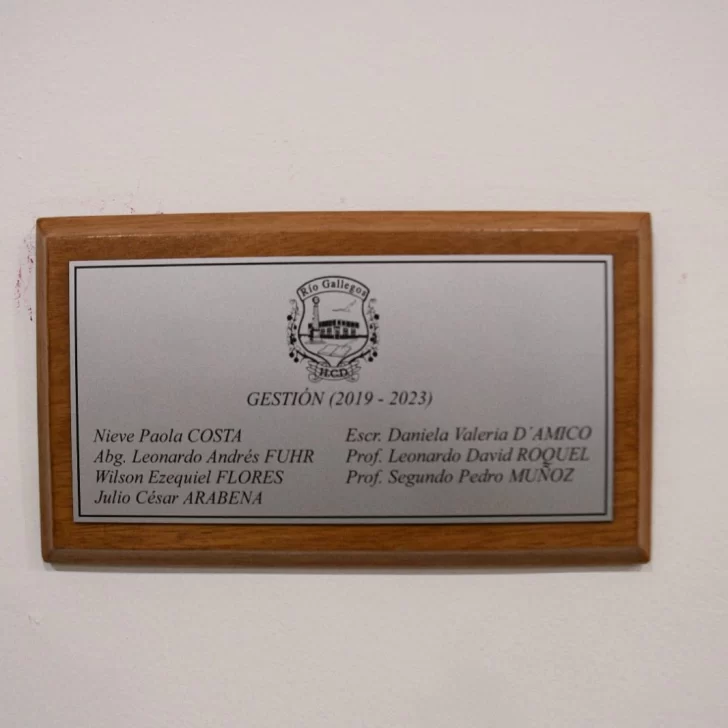 Río Gallegos
H.C.D.
GESTIÓN (2019 - 2023)
Nieve Paola COSTA
Abg. Leonardo Andrés FUHR
Wilson Ezequiel FLORES
Julio César ARABENA
Escr. Daniela Valeria D´AMICO
Prof. Leonardo David ROQUEL
Prof. Segundo Pedro MUÑOZ